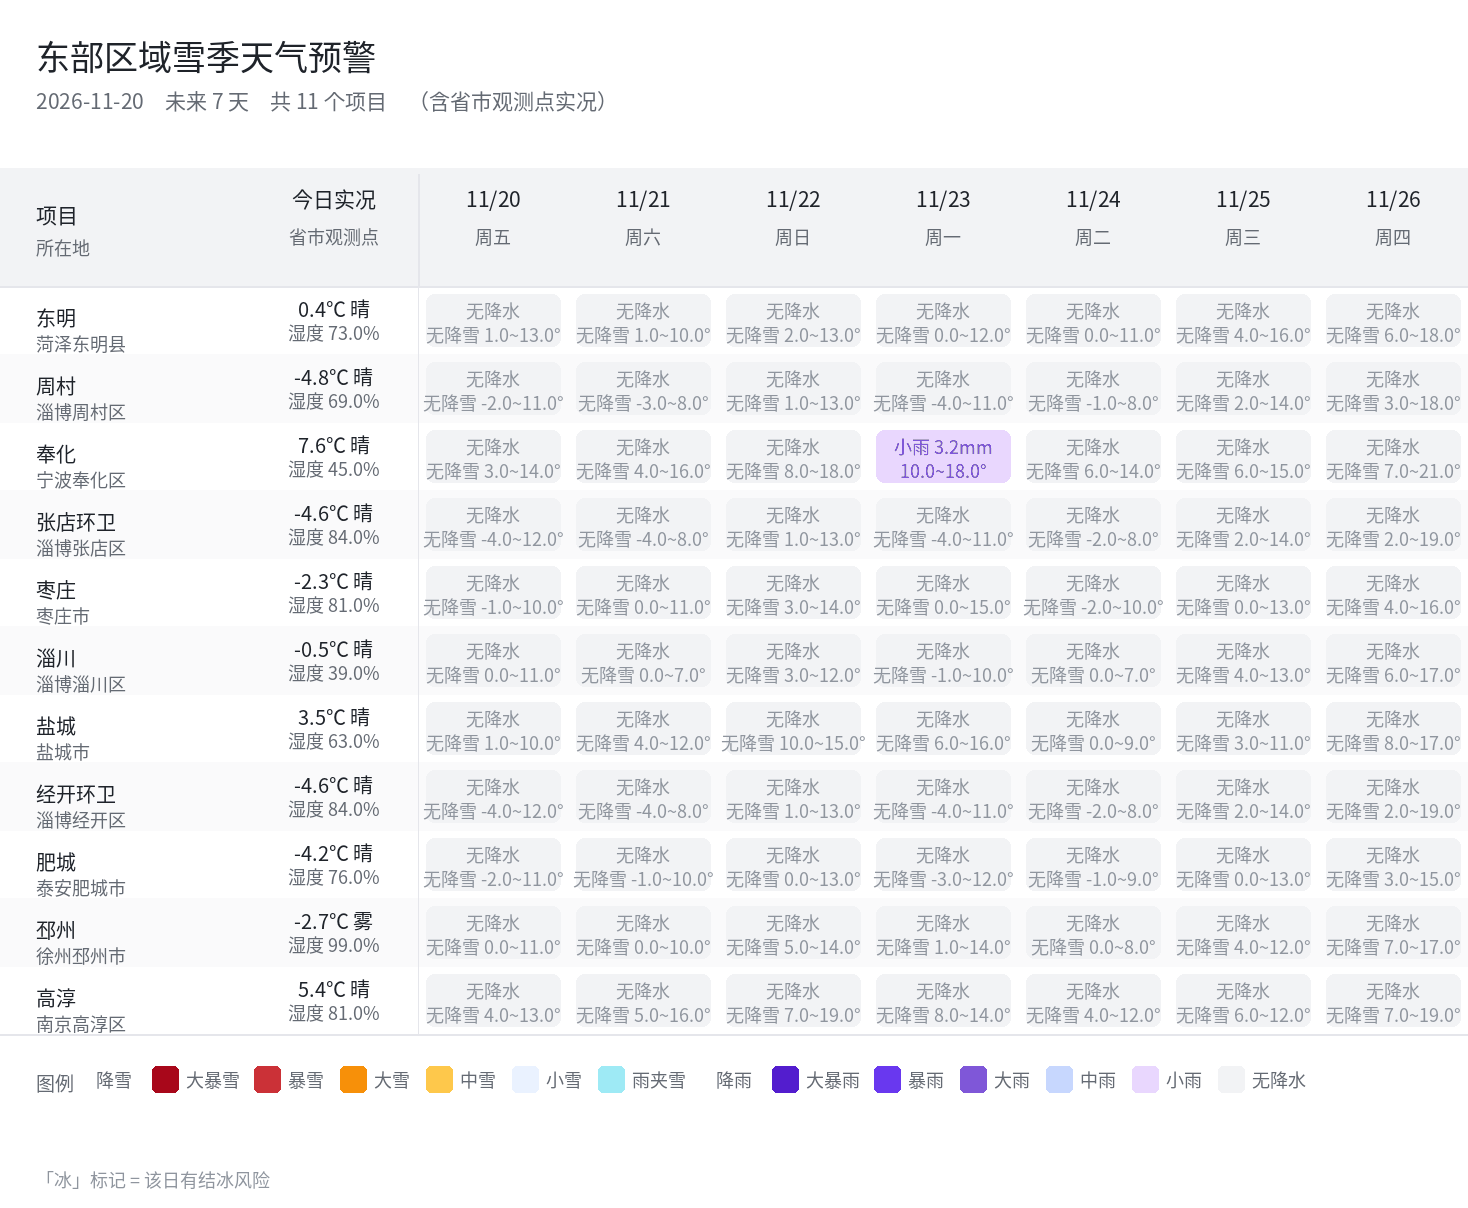 东部区域雪季天气预警
2026-11-20 未来 7 天 共 11 个项目 （含省市观测点实况）
项目 今日实况 11/20 11/21 11/22 11/23 11/24 11/25 11/26
所在地 省市观测点 周五 周六 周日 周一 周二 周三 周四
东明 0.4℃ 晴 无降水 无降水 无降水 无降水 无降水 无降水 无降水
菏泽东明县 湿度 73.0% 无降雪 1.0~13.0° 无降雪 1.0~10.0° 无降雪 2.0~13.0° 无降雪 0.0~12.0° 无降雪 0.0~11.0° 无降雪 4.0~16.0° 无降雪 6.0~18.0°
周村 -4.8℃ 晴 无降水 无降水 无降水 无降水 无降水 无降水 无降水
淄博周村区 湿度 69.0% 无降雪 -2.0~11.0° 无降雪 -3.0~8.0° 无降雪 1.0~13.0° 无降雪 -4.0~11.0° 无降雪 -1.0~8.0° 无降雪 2.0~14.0° 无降雪 3.0~18.0°
奉化 7.6℃ 晴 无降水 无降水 无降水 小雨 3.2mm 无降水 无降水 无降水
宁波奉化区 湿度 45.0% 无降雪 3.0~14.0° 无降雪 4.0~16.0° 无降雪 8.0~18.0° 10.0~18.0° 无降雪 6.0~14.0° 无降雪 6.0~15.0° 无降雪 7.0~21.0°
张店环卫 -4.6℃ 晴 无降水 无降水 无降水 无降水 无降水 无降水 无降水
淄博张店区 湿度 84.0% 无降雪 -4.0~12.0° 无降雪 -4.0~8.0° 无降雪 1.0~13.0° 无降雪 -4.0~11.0° 无降雪 -2.0~8.0° 无降雪 2.0~14.0° 无降雪 2.0~19.0°
枣庄 -2.3℃ 晴 无降水 无降水 无降水 无降水 无降水 无降水 无降水
枣庄市 湿度 81.0% 无降雪 -1.0~10.0° 无降雪 0.0~11.0° 无降雪 3.0~14.0° 无降雪 0.0~15.0° 无降雪 -2.0~10.0° 无降雪 0.0~13.0° 无降雪 4.0~16.0°
淄川 -0.5℃ 晴 无降水 无降水 无降水 无降水 无降水 无降水 无降水
淄博淄川区 湿度 39.0% 无降雪 0.0~11.0° 无降雪 0.0~7.0° 无降雪 3.0~12.0° 无降雪 -1.0~10.0° 无降雪 0.0~7.0° 无降雪 4.0~13.0° 无降雪 6.0~17.0°
盐城 3.5℃ 晴 无降水 无降水 无降水 无降水 无降水 无降水 无降水
盐城市 湿度 63.0% 无降雪 1.0~10.0° 无降雪 4.0~12.0° 无降雪 10.0~15.0° 无降雪 6.0~16.0° 无降雪 0.0~9.0° 无降雪 3.0~11.0° 无降雪 8.0~17.0°
经开环卫 -4.6℃ 晴 无降水 无降水 无降水 无降水 无降水 无降水 无降水
淄博经开区 湿度 84.0% 无降雪 -4.0~12.0° 无降雪 -4.0~8.0° 无降雪 1.0~13.0° 无降雪 -4.0~11.0° 无降雪 -2.0~8.0° 无降雪 2.0~14.0° 无降雪 2.0~19.0°
肥城 -4.2℃ 晴 无降水 无降水 无降水 无降水 无降水 无降水 无降水
泰安肥城市 湿度 76.0% 无降雪 -2.0~11.0° 无降雪 -1.0~10.0° 无降雪 0.0~13.0° 无降雪 -3.0~12.0° 无降雪 -1.0~9.0° 无降雪 0.0~13.0° 无降雪 3.0~15.0°
邳州 -2.7℃ 雾 无降水 无降水 无降水 无降水 无降水 无降水 无降水
徐州邳州市 湿度 99.0% 无降雪 0.0~11.0° 无降雪 0.0~10.0° 无降雪 5.0~14.0° 无降雪 1.0~14.0° 无降雪 0.0~8.0° 无降雪 4.0~12.0° 无降雪 7.0~17.0°
高淳 5.4℃ 晴 无降水 无降水 无降水 无降水 无降水 无降水 无降水
南京高淳区 湿度 81.0% 无降雪 4.0~13.0° 无降雪 5.0~16.0° 无降雪 7.0~19.0° 无降雪 8.0~14.0° 无降雪 4.0~12.0° 无降雪 6.0~12.0° 无降雪 7.0~19.0°
图例 降雪 大暴雪 暴雪 大雪 中雪 小雪 雨夹雪 降雨 大暴雨 暴雨 大雨 中雨 小雨 无降水
「冰」标记 = 该日有结冰风险